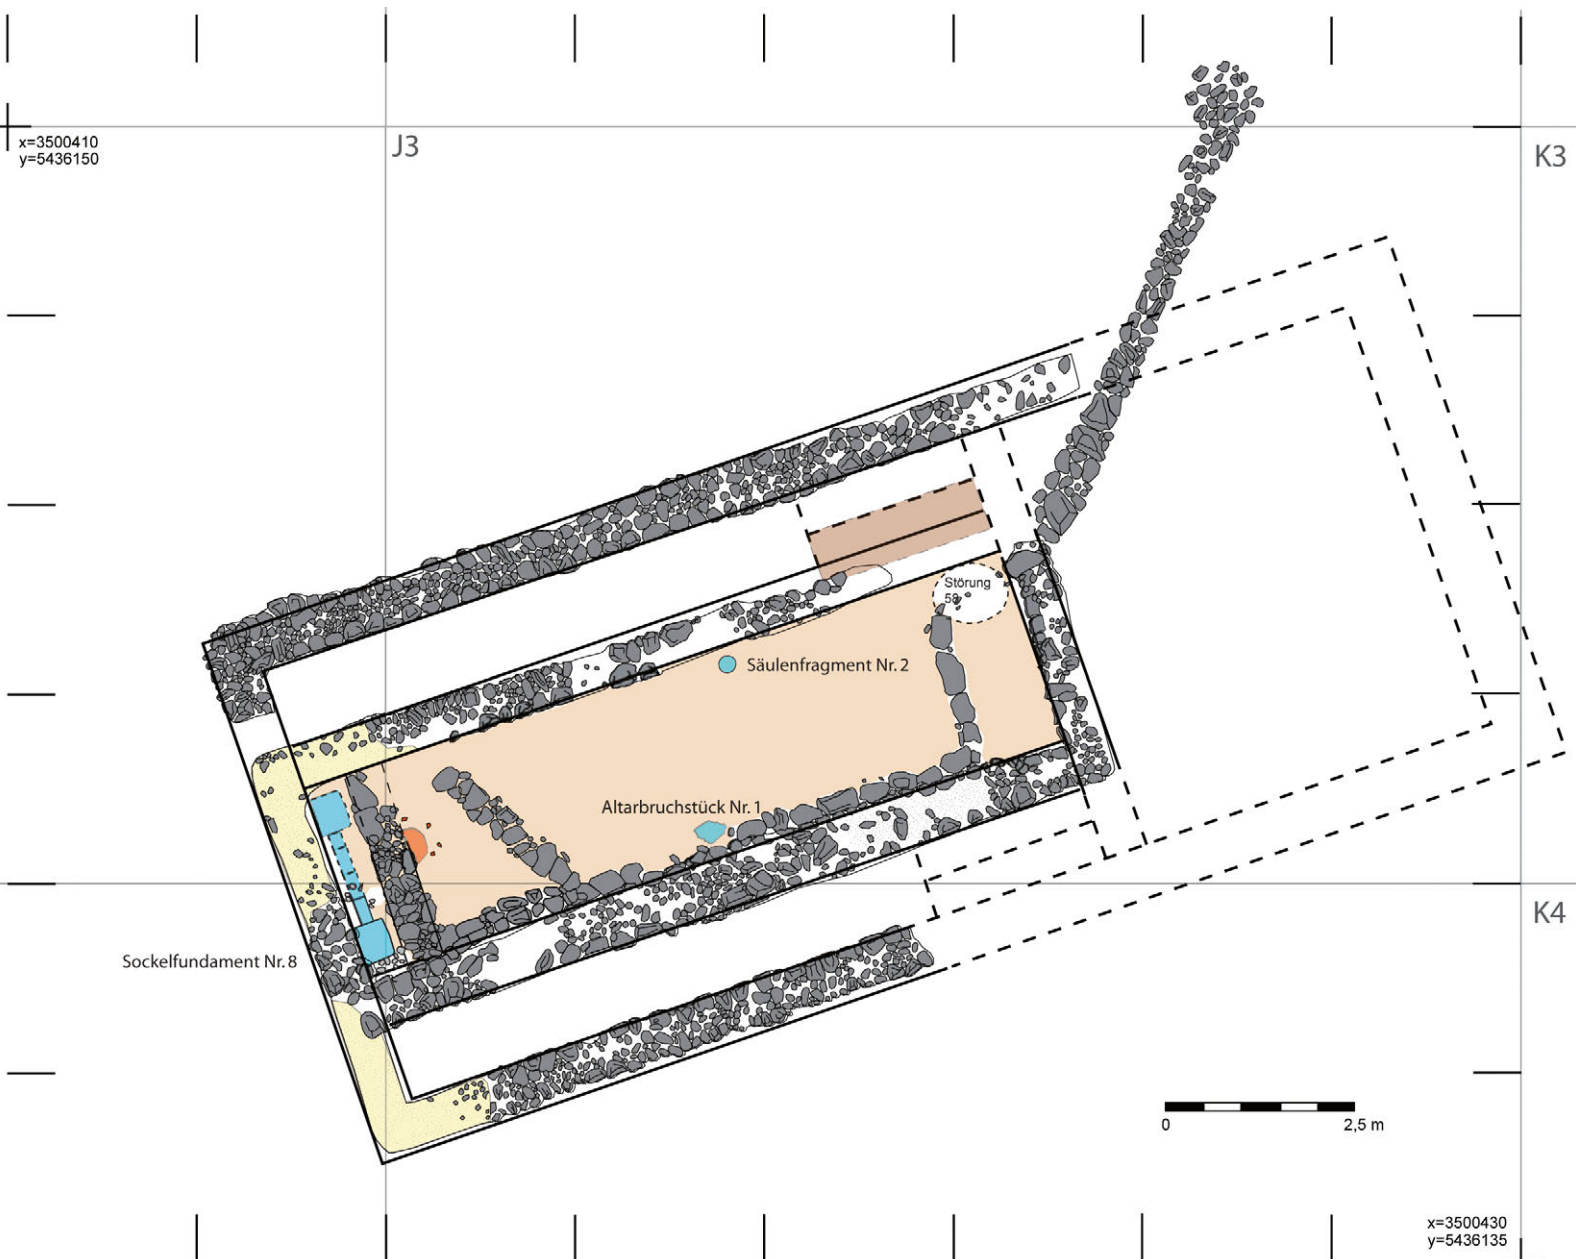 x=3500410
y=5436150
J3
K3
Störung
58
Säulenfragment Nr. 2
Altarbruchstück Nr. 1
K4
Sockelfundament Nr. 8
0
2,5 m
x=3500430
y=5436135